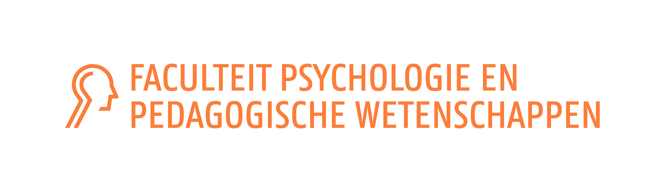 FACULTEIT PSYCHOLOGIE EN
PEDAGOGISCHE WETENSCHAPPEN